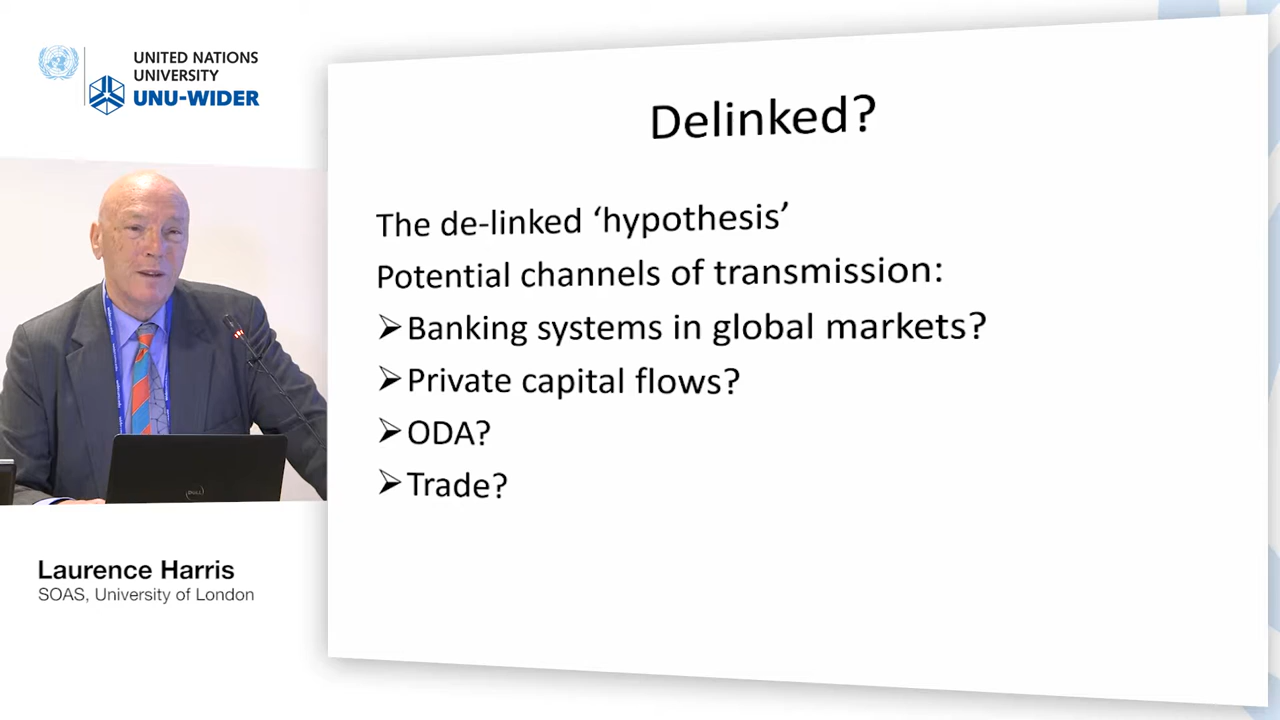 UNITED NATIONS
UNIVERSITY
UNU-WIDER
Delinked?
The de-linked ‘hypothesis’
Potential channels of transmission:
Banking systems in global markets?
Private capital flows?
ODA?
Trade?
DELL
Laurence Harris
SOAS, University of London